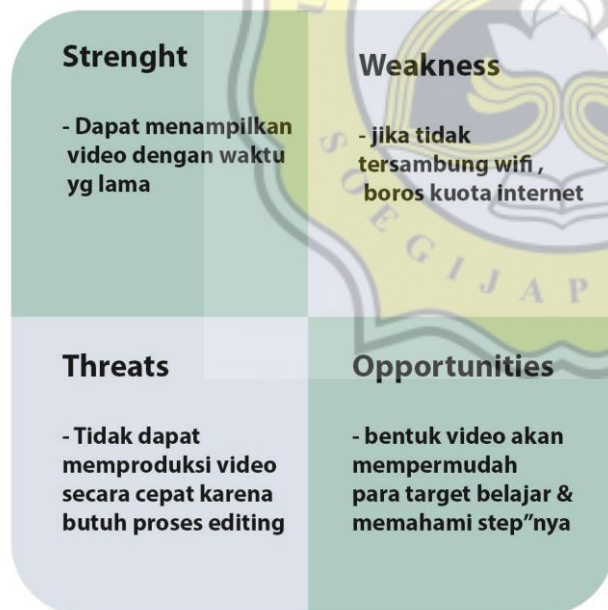 Strenght
- Dapat menampilkan
video dengan waktu
yg lama
Weakness
- jika tidak
tersambung wifi ,
boros kuota internet
Threats
- Tidak dapat
memproduksi video
secara cepat karena
butuh proses editing
Opportunities
- bentuk video akan
mempermudah
para target belajar &
memahami step”nya
SOEGIJAP